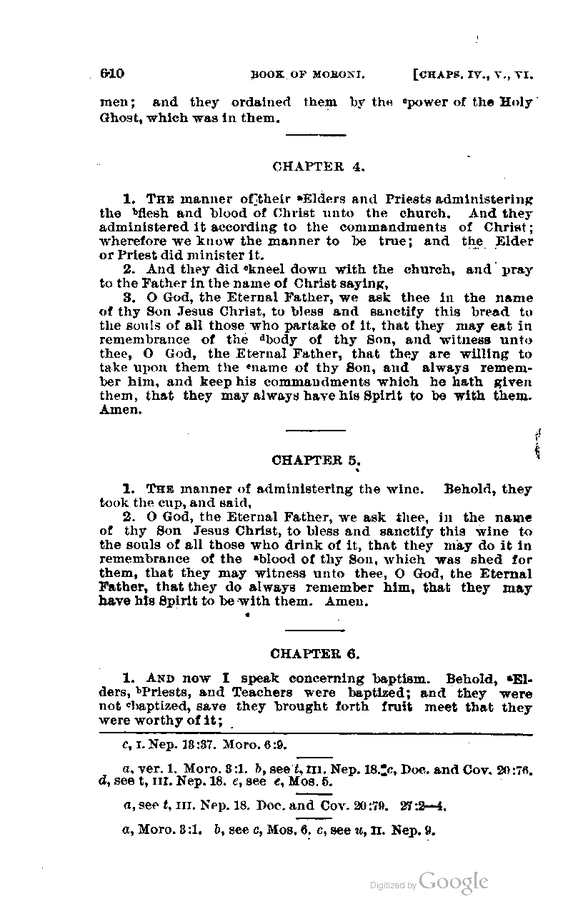 610 BOOK OF MORONI. [CHAPS. IV., V., VI.
men; and they ordained them by the ᵉpower of the Holy
Ghost, which was in them.
CHAPTER 4.
1. THE manner of their ᵃElders and Priests administering
the ᵇflesh and blood of Christ unto the church. And they
administered it according to the commandments of Christ;
wherefore we know the manner to be true; and the Elder
or Priest did minister it.
2. And they did ᶜkneel down with the church, and pray
to the Father in the name of Christ saying,
3. O God, the Eternal Father, we ask thee in the name
of thy Son Jesus Christ, to bless and sanctify this bread to
the souls of all those who partake of it, that they may eat in
remembrance of the ᵈbody of thy Son, and witness unto
thee, O God, the Eternal Father, that they are willing to
take upon them the ᵉname of thy Son, and always remem-
ber him, and keep his commandments which he hath given
them, that they may always have his Spirit to be with them.
Amen.
CHAPTER 5.
1. THE manner of administering the wine. Behold, they
took the cup, and said,
2. O God, the Eternal Father, we ask thee, in the name
of thy Son Jesus Christ, to bless and sanctify this wine to
the souls of all those who drink of it, that they may do it in
remembrance of the ᵃblood of thy Son, which was shed for
them, that they may witness unto thee, O God, the Eternal
Father, that they do always remember him, that they may
have his Spirit to be with them. Amen.
CHAPTER 6.
1. AND now I speak concerning baptism. Behold, ᵃEl-
ders, ᵇPriests, and Teachers were baptized; and they were
not ᶜbaptized, save they brought forth fruit meet that they
were worthy of it;
c, I. Nep. 13:37. Moro. 6:9.
a, ver. 1. Moro. 3:1. b, see t, III. Nep. 18. c, Doc. and Cov. 20:76.
d, see t, III. Nep. 18. e, see e, Mos. 5.
a, see t, III. Nep. 18. Doc. and Cov. 20:79. 27:2—4.
a, Moro. 3:1. b, see c, Mos. 6. c, see u, II. Nep. 9.
Digitized by Google